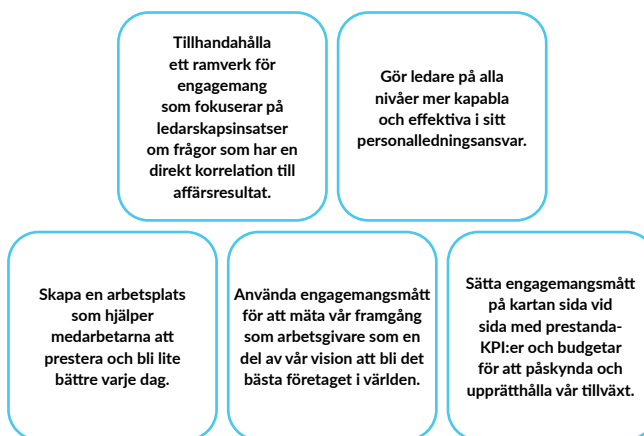 Tillhandahålla
ett ramverk för
engagemang
som fokuserar på
ledarskapsinsatser
om frågor som har en
direkt korrelation till
affärsresultat.
Gör ledare på alla
nivåer mer kapabla
och effektiva i sitt
personalledningsansvar.
Skapa en arbetsplats
som hjälper
medarbetarna att
prestera och bli lite
bättre varje dag.
Använda engagemangsmått
för att mäta vår framgång
som arbetsgivare som en
del av vår vision att bli det
bästa företaget i världen.
Sätta engagemangsmått
på kartan sida vid
sida med prestanda-
KPI:er och budgetar
för att påskynda och
upprätthålla vår tillväxt.